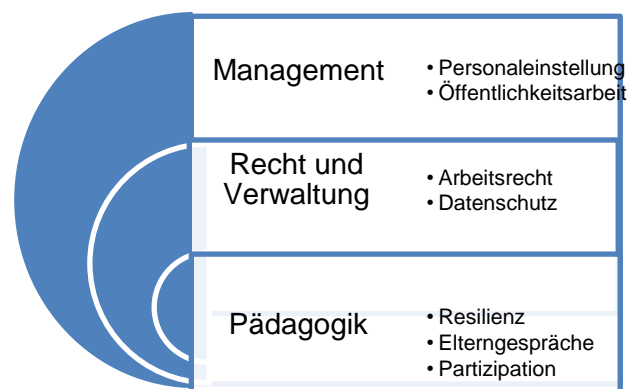 Management
• Personaleinstellung
• Öffentlichkeitsarbeit
Recht und
Verwaltung
• Arbeitsrecht
• Datenschutz
Pädagogik
• Resilienz
• Elterngespräche
• Partizipation